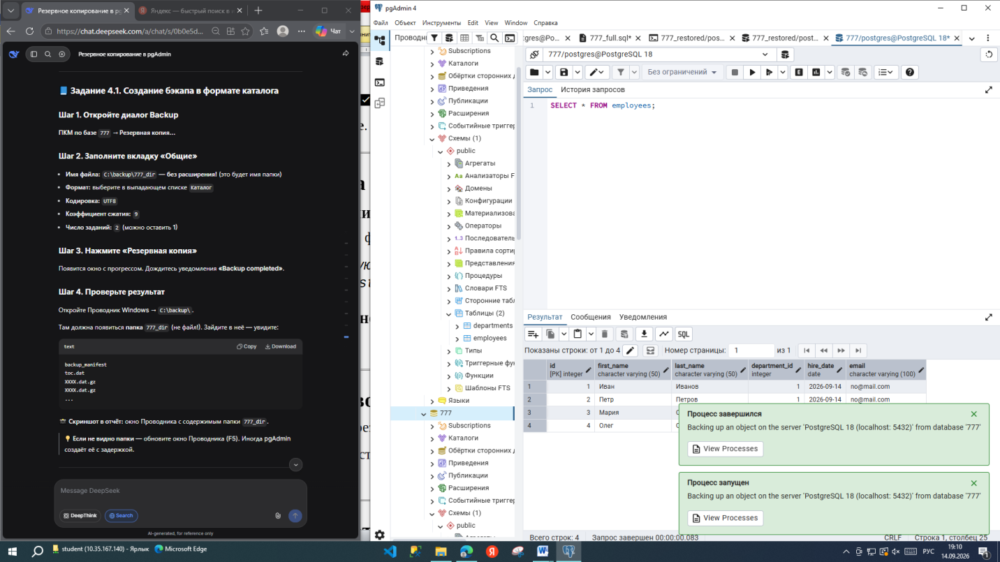 Резервное копирование в pg
Яндекс — быстрый поиск в и
https://chat.deepseek.com/a/chat/s/0b0e5d...
Чат
Резервное копирование в pgAdmin
📘 Задание 4.1. Создание бэкапа в формате каталога
Шаг 1. Откройте диалог Backup
ПКМ по базе 777 → Резервная копия...
Шаг 2. Заполните вкладку «Общие»
• Имя файла: C:\backup\777_dir — без расширения! (это будет имя папки)
• Формат: выберите в выпадающем списке Каталог
• Кодировка: UTF8
• Коэффициент сжатия: 9
• Число заданий: 2 (можно оставить 1)
Шаг 3. Нажмите «Резервная копия»
Появится окно с прогрессом. Дождитесь уведомления «Backup completed».
Шаг 4. Проверьте результат
Откройте Проводник Windows → C:\backup\.
Там должна появиться папка 777_dir (не файл!). Зайдите в неё — увидите:
text Copy Download
backup_manifest
toc.dat
XXXX.dat.gz
XXXX.dat.gz
...
Скриншот в отчёт: окно Проводника с содержимым папки 777_dir.
💡 Если не видно папки — обновите окно Проводника (F5). Иногда pgAdmin
создаёт её с задержкой.
Message DeepSeek
DeepThink Search
AI-generated, for reference only
pgAdmin 4
Файл Объект Инструменты Edit View Window Справка
Проводни
gres@Po... 777_full.sql* 777_restored/pos... 777_restored/post... 777/postgres@PostgreSQL 18*
777/postgres@PostgreSQL 18
Без ограничений
Запрос История запросов
1 SELECT * FROM employees;
Subscriptions
Каталоги
Обёртки сторонних д
Приведения
Публикации
Расширения
Событийные триггер
Схемы (1)
public
Агрегаты
Aa Анализаторы F
Домены
Конфигурации
Материализова
Операторы
1..3 Последователь
Правила сорти
Представления
Процедуры
Словари FTS
Сторонние табл
Таблицы (2)
departments
employees
Типы
Триггерные фун
Функции
Шаблоны FTS
Языки
777
Subscriptions
Каталоги
Обёртки сторонних д
Приведения
Публикации
Расширения
Событийные триггер
Схемы (1)
public
Результат Сообщения Уведомления
SQL
Показаны строки: от 1 до 4 Номер страницы: 1 из 1
id first_name last_name department_id hire_date email
[PK] integer character varying (50) character varying (50) integer date character varying (100)
1 1 Иван Иванов 1 2026-09-14 no@mail.com
2 2 Петр Петров 1 2026-09-14 no@mail.com
3 3 Мария
4 4 Олег
Процесс завершился
Backing up an object on the server 'PostgreSQL 18 (localhost: 5432)' from database '777'
View Processes
Процесс запущен
Backing up an object on the server 'PostgreSQL 18 (localhost: 5432)' from database '777'
View Processes
Всего строк: 4 Запрос завершен 00:00:00.083 CRLF Строка 1, столбец 25
student (10.35.167.140) - Ярлык Microsoft Edge
РУС
19:10
14.09.2026
1